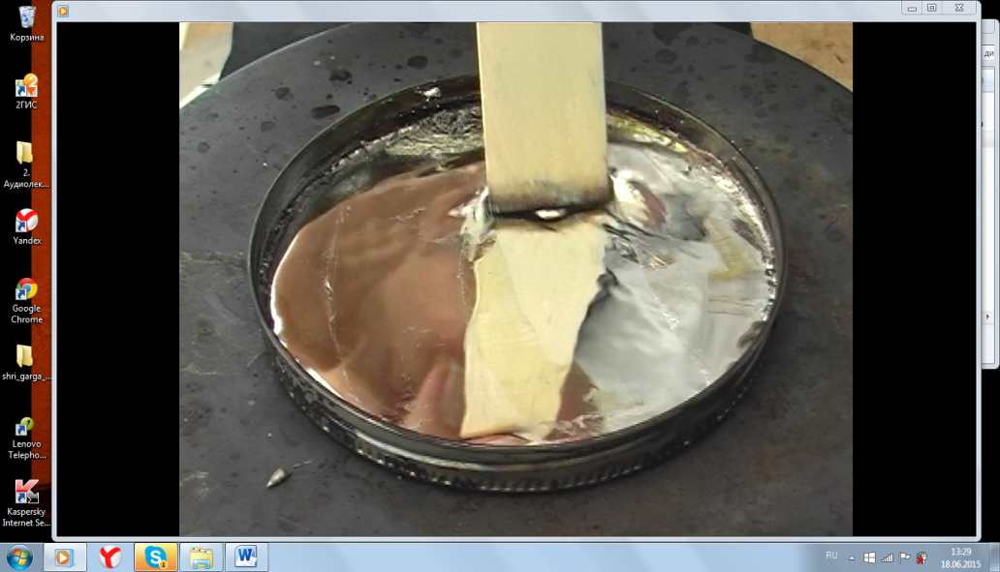 Корзина
2ГИС
2.
Аудиолек...
Yandex
Google
Chrome
shri_garga_...
Lenovo
Telepho...
Kaspersky
Internet Se...
ди
RU
13:29
18.06.2015